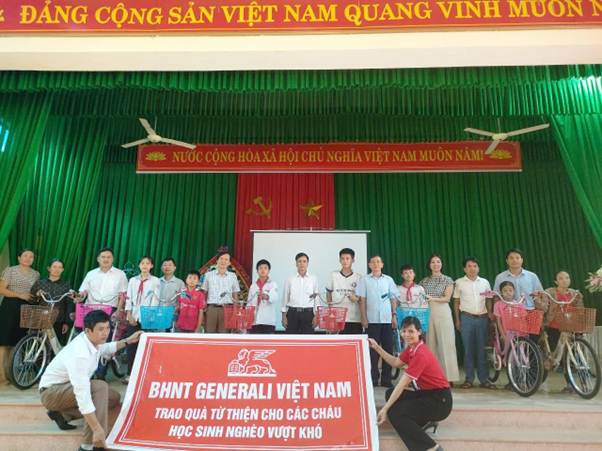 ĐẢNG CỘNG SẢN VIỆT NAM QUANG VINH MUÔN N
NƯỚC CỘNG HÒA XÃ HỘI CHỦ NGHĨA VIỆT NAM MUÔN NĂM!
BHNT GENERALI VIỆT NAM
TRAO QUÀ TỪ THIỆN CHO CÁC CHÂU
HỌC SINH NGHÈO VƯỢT KHÓ